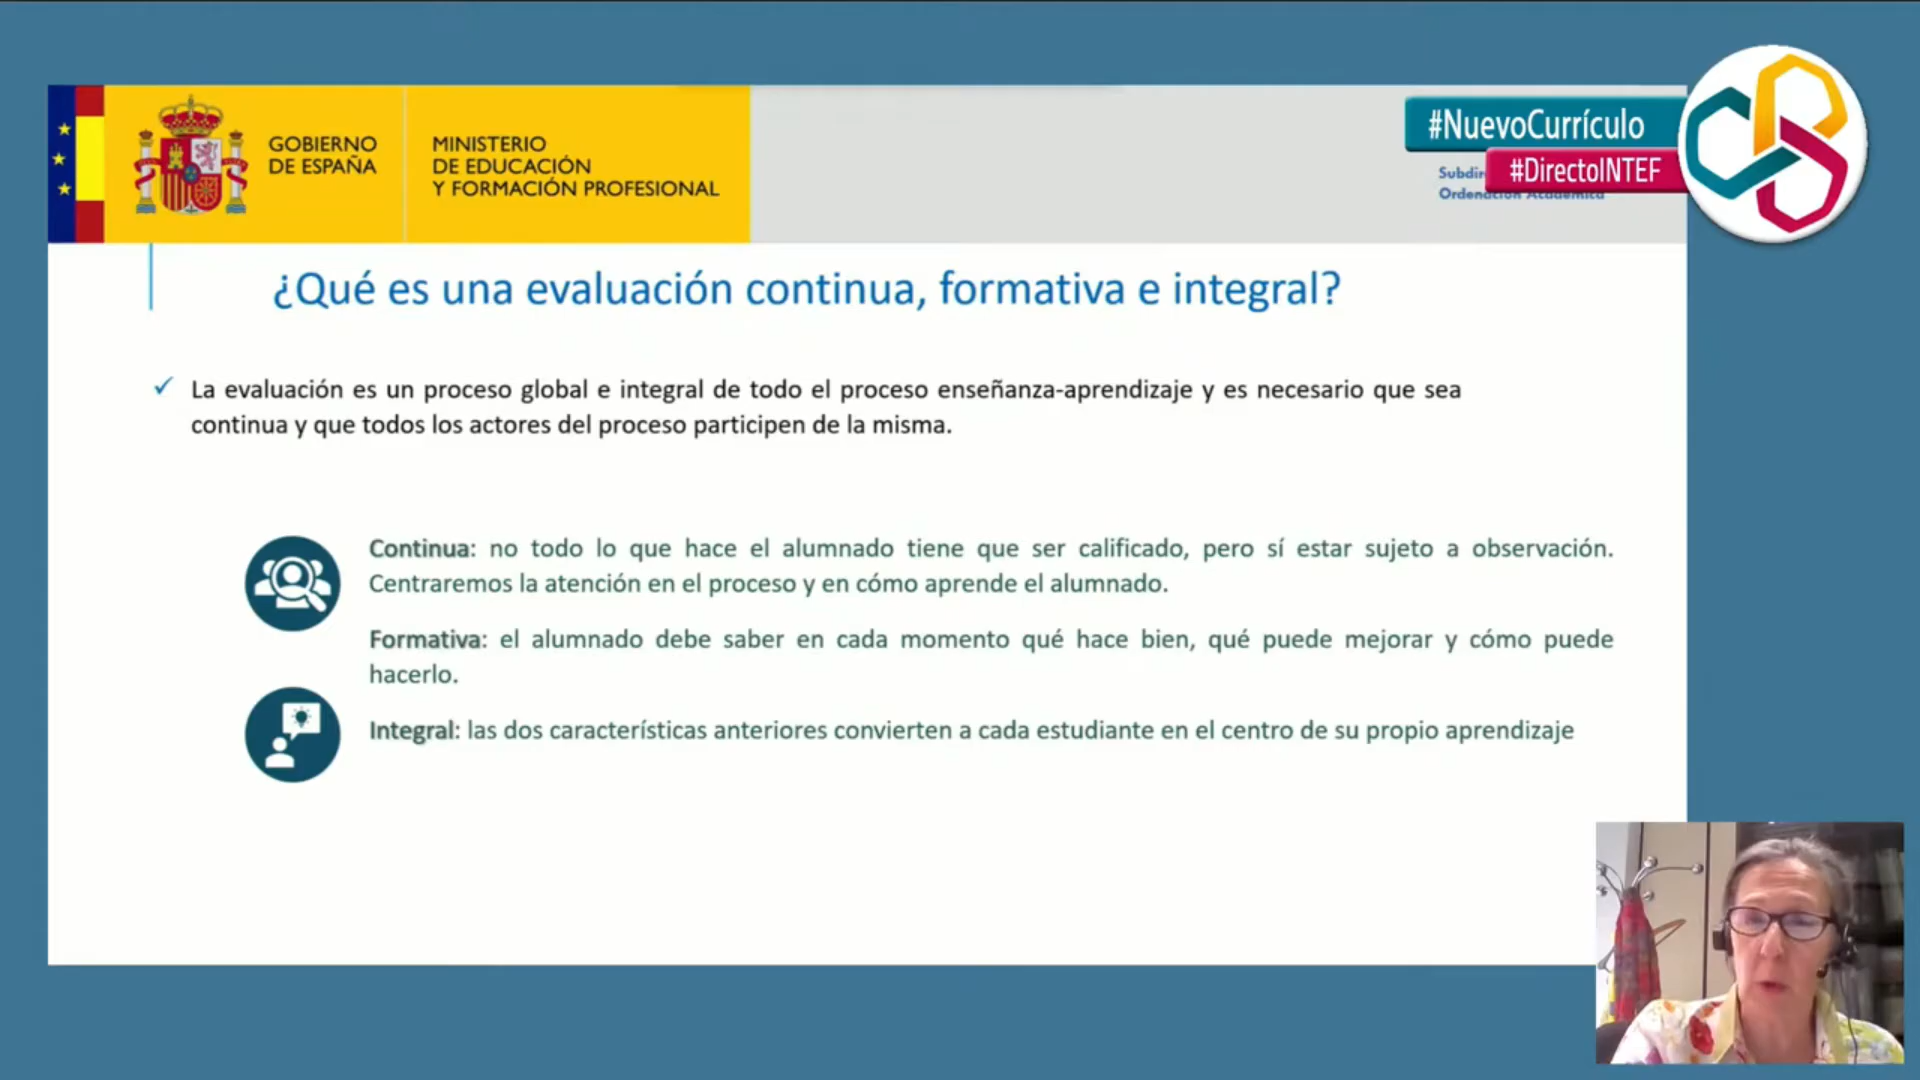 GOBIERNO
DE ESPAÑA
MINISTERIO
DE EDUCACIÓN
Y FORMACIÓN PROFESIONAL
#NuevoCurrículo
#DirectoINTEF
Ordenación Académica
¿Qué es una evaluación continua, formativa e integral?
La evaluación es un proceso global e integral de todo el proceso enseñanza-aprendizaje y es necesario que sea
continua y que todos los actores del proceso participen de la misma.
Continua: no todo lo que hace el alumnado tiene que ser calificado, pero sí estar sujeto a observación.
Centraremos la atención en el proceso y en cómo aprende el alumnado.
Formativa: el alumnado debe saber en cada momento qué hace bien, qué puede mejorar y cómo puede
hacerlo.
Integral: las dos características anteriores convierten a cada estudiante en el centro de su propio aprendizaje